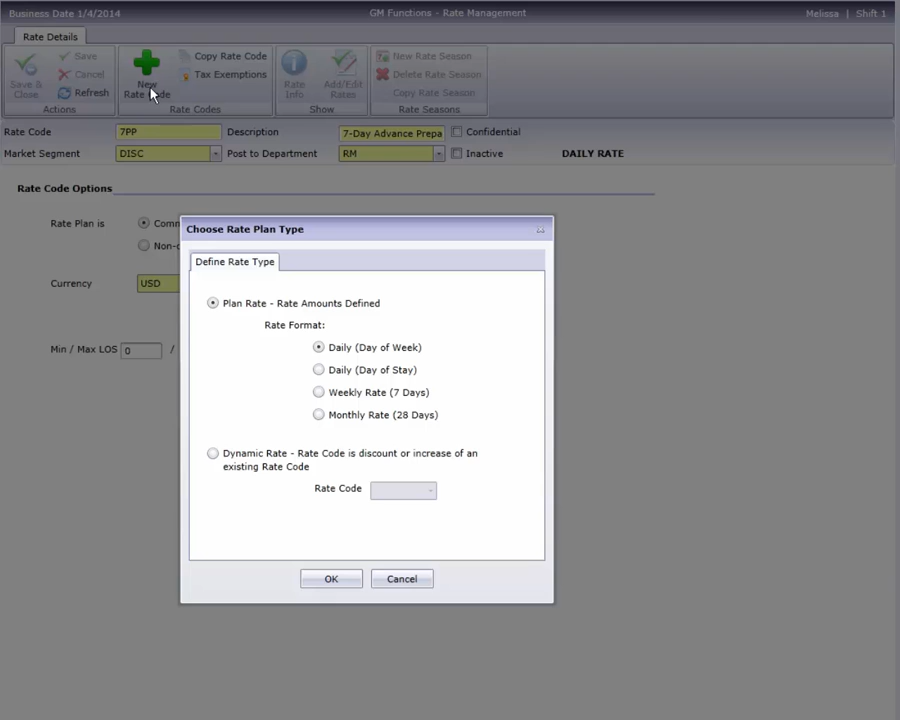 Business Date 1/4/2014 GM Functions - Rate Management Melissa | Shift 1
Rate Details
Save Copy Rate Code New Rate Season
Cancel Tax Exemptions Delete Rate Season
Save & Close New Rate Code Rate Info Add/Edit Rates
Refresh Copy Rate Season
Actions Rate Codes Show Rate Seasons
Rate Code 7PP Description 7-Day Advance Prepa Confidential
Market Segment DISC Post to Department RM Inactive DAILY RATE
Rate Code Options
Rate Plan is Comm
Non-c
Currency USD
Min / Max LOS 0 /
Choose Rate Plan Type
Define Rate Type
Plan Rate - Rate Amounts Defined
Rate Format:
Daily (Day of Week)
Daily (Day of Stay)
Weekly Rate (7 Days)
Monthly Rate (28 Days)
Dynamic Rate - Rate Code is discount or increase of an
existing Rate Code
Rate Code
OK Cancel